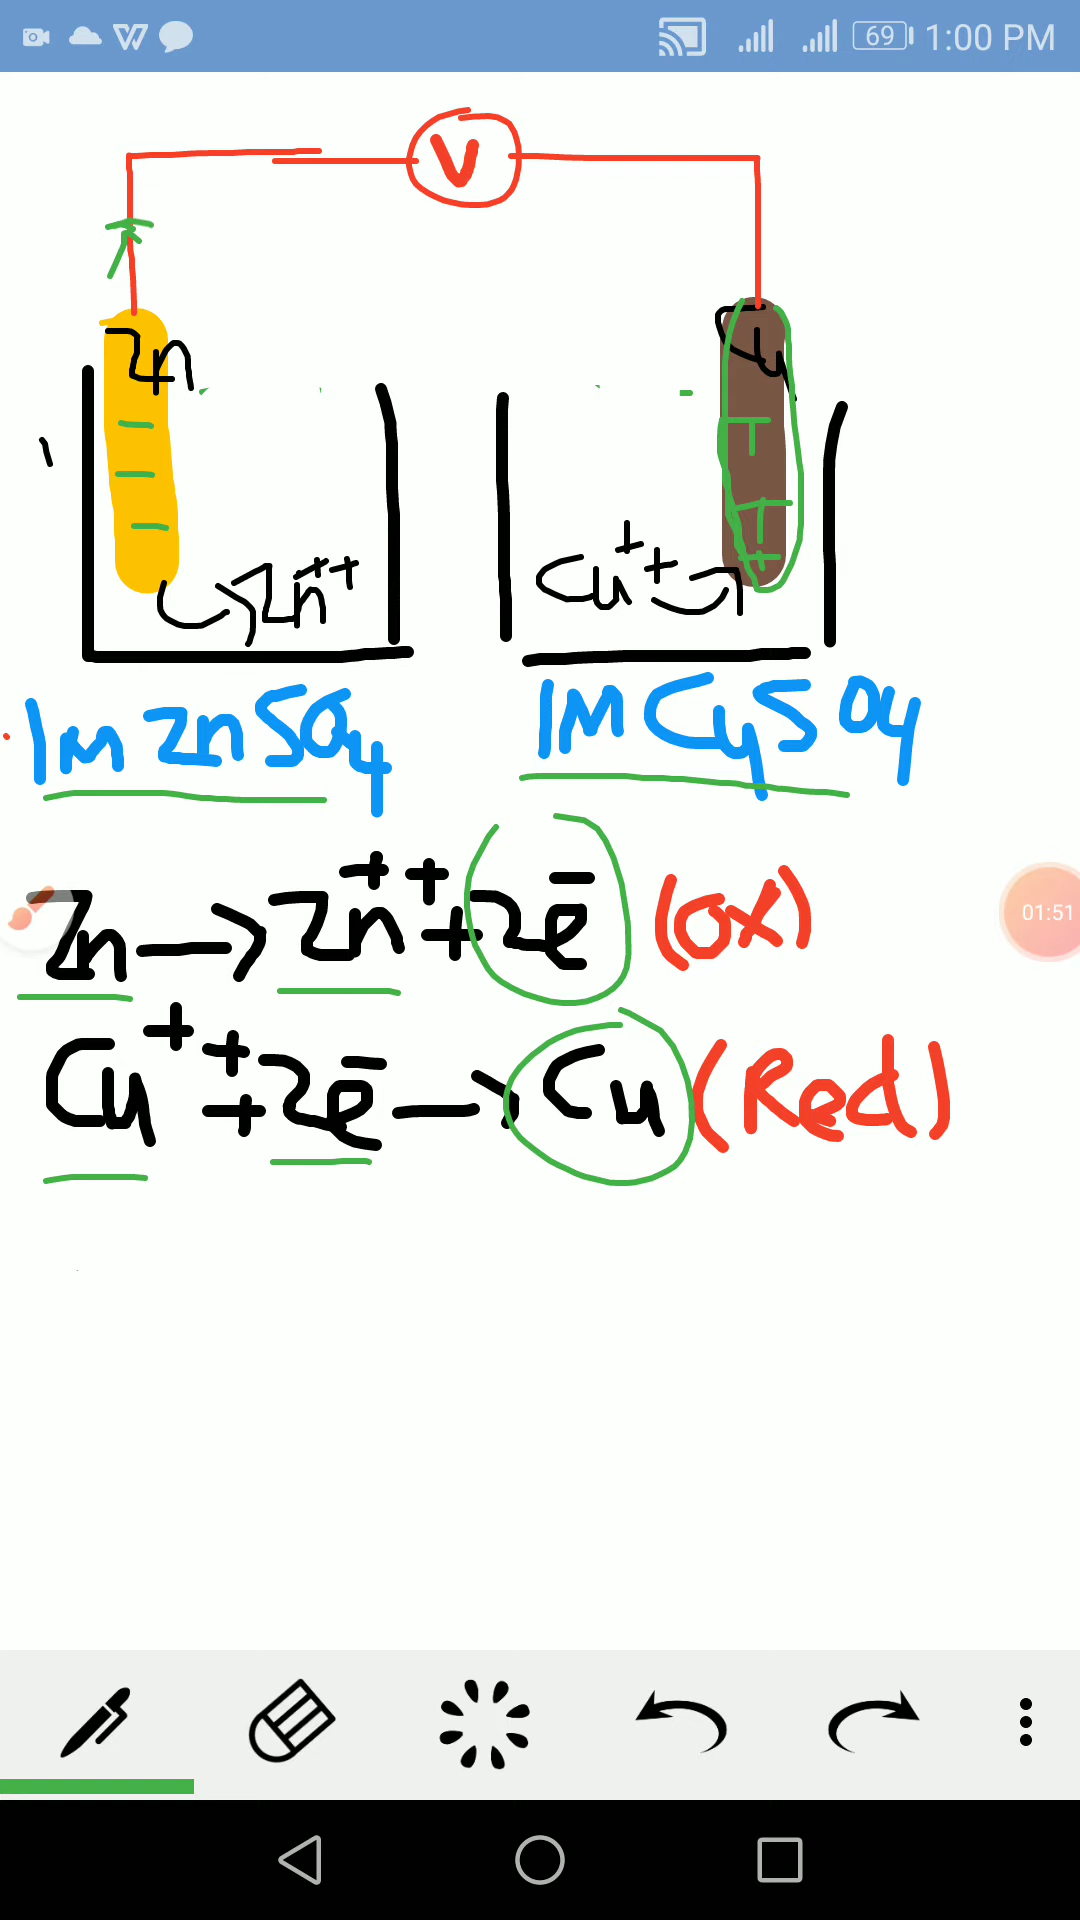 69 1:00 PM
V
Zn
Cu
Zn++
Cu++
1M ZnSO4
1M CuSO4
Zn → Zn++ + 2e̅ (OX)
01:51
Cu++ + 2e̅ → Cu (Red)